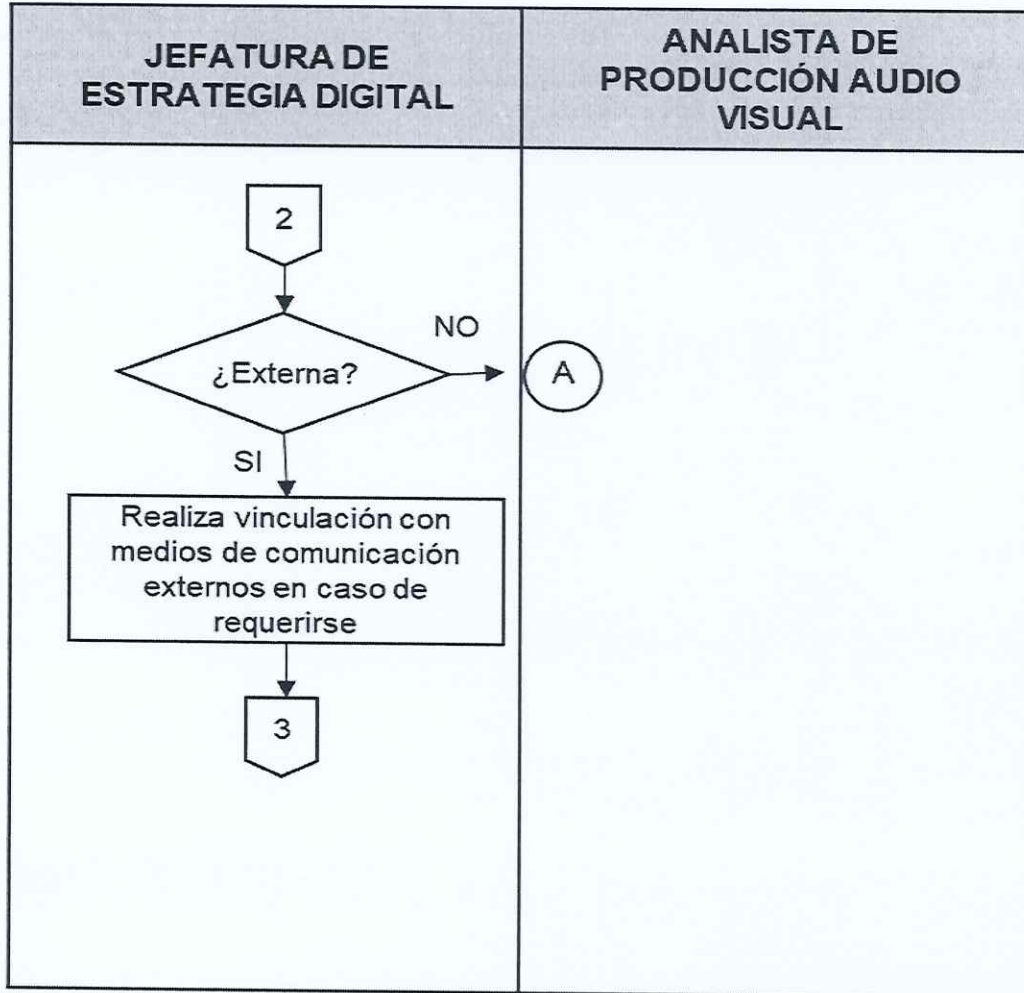 JEFATURA DE
ESTRATEGIA DIGITAL
ANALISTA DE
PRODUCCIÓN AUDIO
VISUAL
2
¿Externa?
NO
A
SI
Realiza vinculación con
medios de comunicación
externos en caso de
requerirse
3